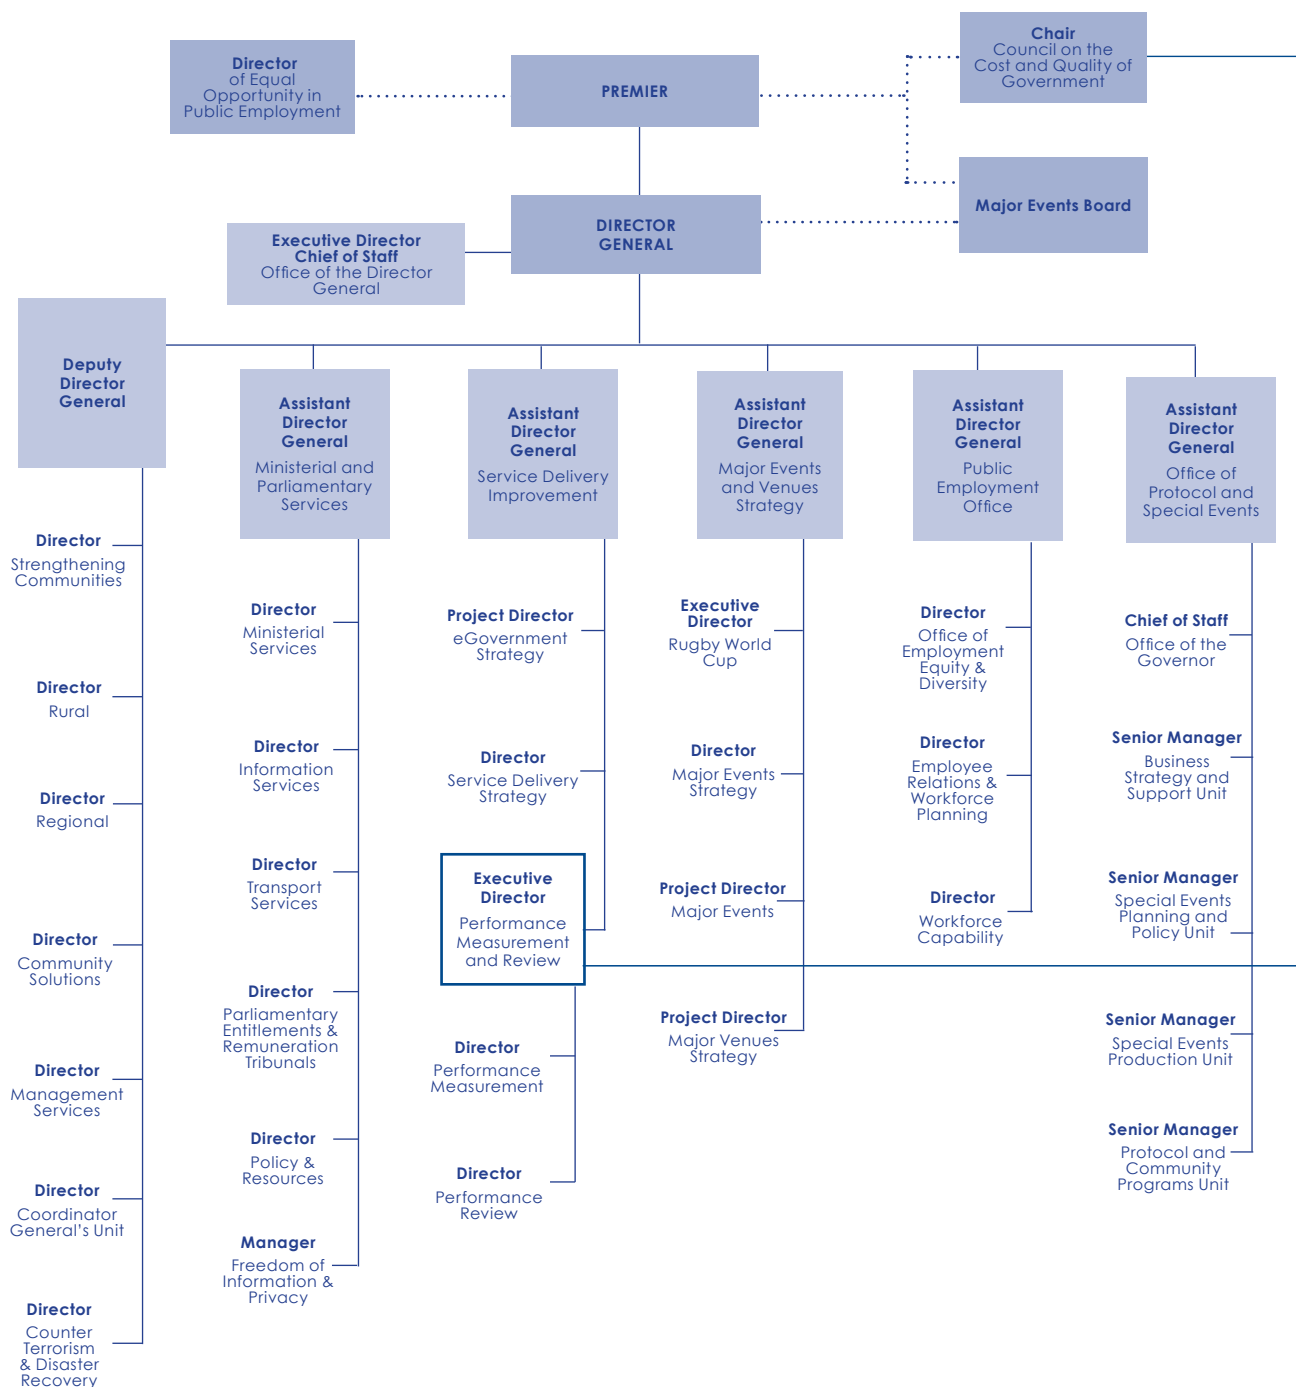 Director
of Equal
Opportunity in
Public Employment
PREMIER
Chair
Council on the
Cost and Quality of
Government
Major Events Board
DIRECTOR
GENERAL
Executive Director
Chief of Staff
Office of the Director
General
Deputy
Director
General
Director
Strengthening
Communities
Director
Rural
Director
Regional
Director
Community
Solutions
Director
Management
Services
Director
Coordinator
General's Unit
Director
Counter
Terrorism
& Disaster
Recovery
Assistant
Director
General
Ministerial and
Parliamentary
Services
Director
Ministerial
Services
Director
Information
Services
Director
Transport
Services
Director
Parliamentary
Entitlements &
Remuneration
Tribunals
Director
Policy &
Resources
Manager
Freedom of
Information &
Privacy
Assistant
Director
General
Service Delivery
Improvement
Project Director
eGovernment
Strategy
Director
Service Delivery
Strategy
Executive
Director
Performance
Measurement
and Review
Director
Performance
Measurement
Director
Performance
Review
Assistant
Director
General
Major Events
and Venues
Strategy
Executive
Director
Rugby World
Cup
Director
Major Events
Strategy
Project Director
Major Events
Project Director
Major Venues
Strategy
Assistant
Director
General
Public
Employment
Office
Director
Office of
Employment
Equity &
Diversity
Director
Employee
Relations &
Workforce
Planning
Director
Workforce
Capability
Assistant
Director
General
Office of
Protocol and
Special Events
Chief of Staff
Office of the
Governor
Senior Manager
Business
Strategy and
Support Unit
Senior Manager
Special Events
Planning and
Policy Unit
Senior Manager
Special Events
Production Unit
Senior Manager
Protocol and
Community
Programs Unit